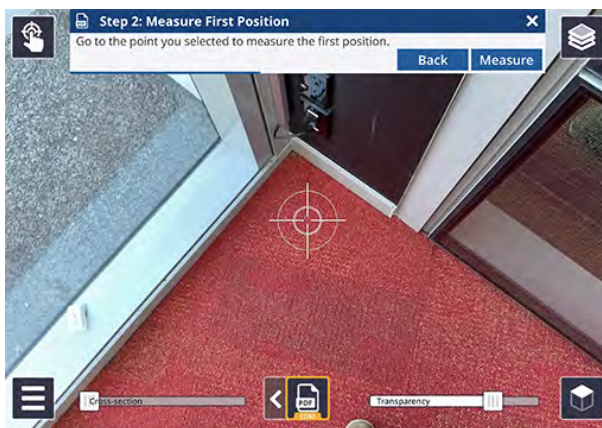 Step 2: Measure First Position
Go to the point you selected to measure the first position.
Back
Measure
Cross-section
PDF
EDM
Transparency